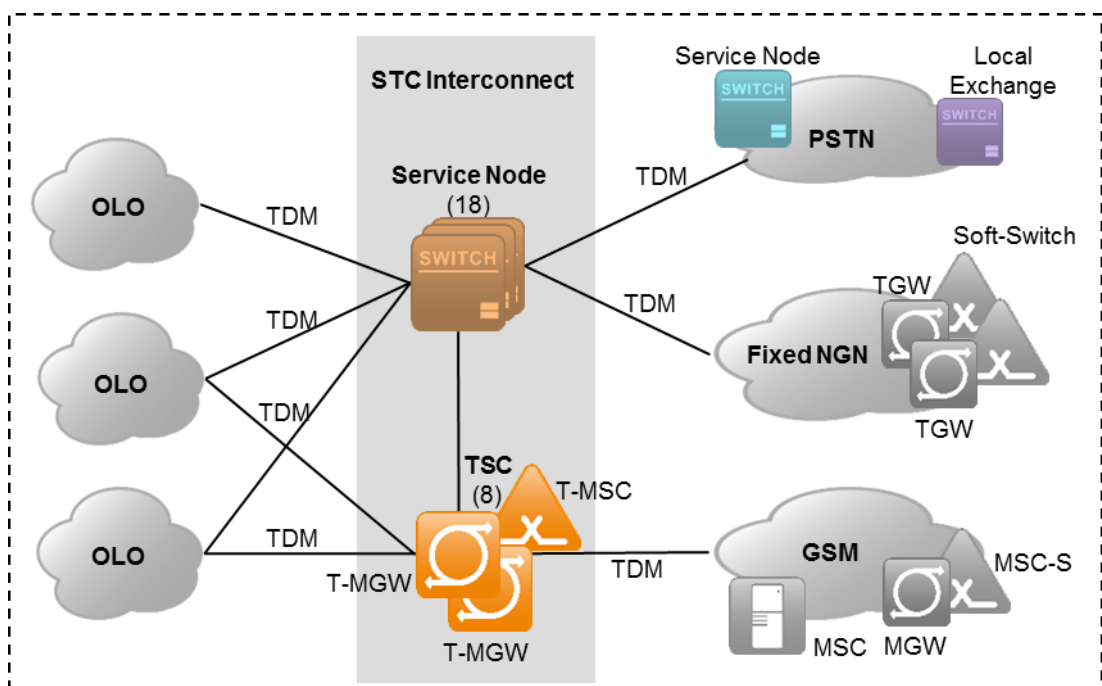 STC Interconnect
Service Node
(18)
SWITCH
TSC
(8)
T-MSC
T-MGW
T-MGW
OLO
OLO
OLO
TDM
TDM
TDM
TDM
TDM
TDM
TDM
Service Node
SWITCH
Local
Exchange
SWITCH
PSTN
Soft-Switch
TGW
Fixed NGN
TGW
GSM
MSC-S
MSC
MGW